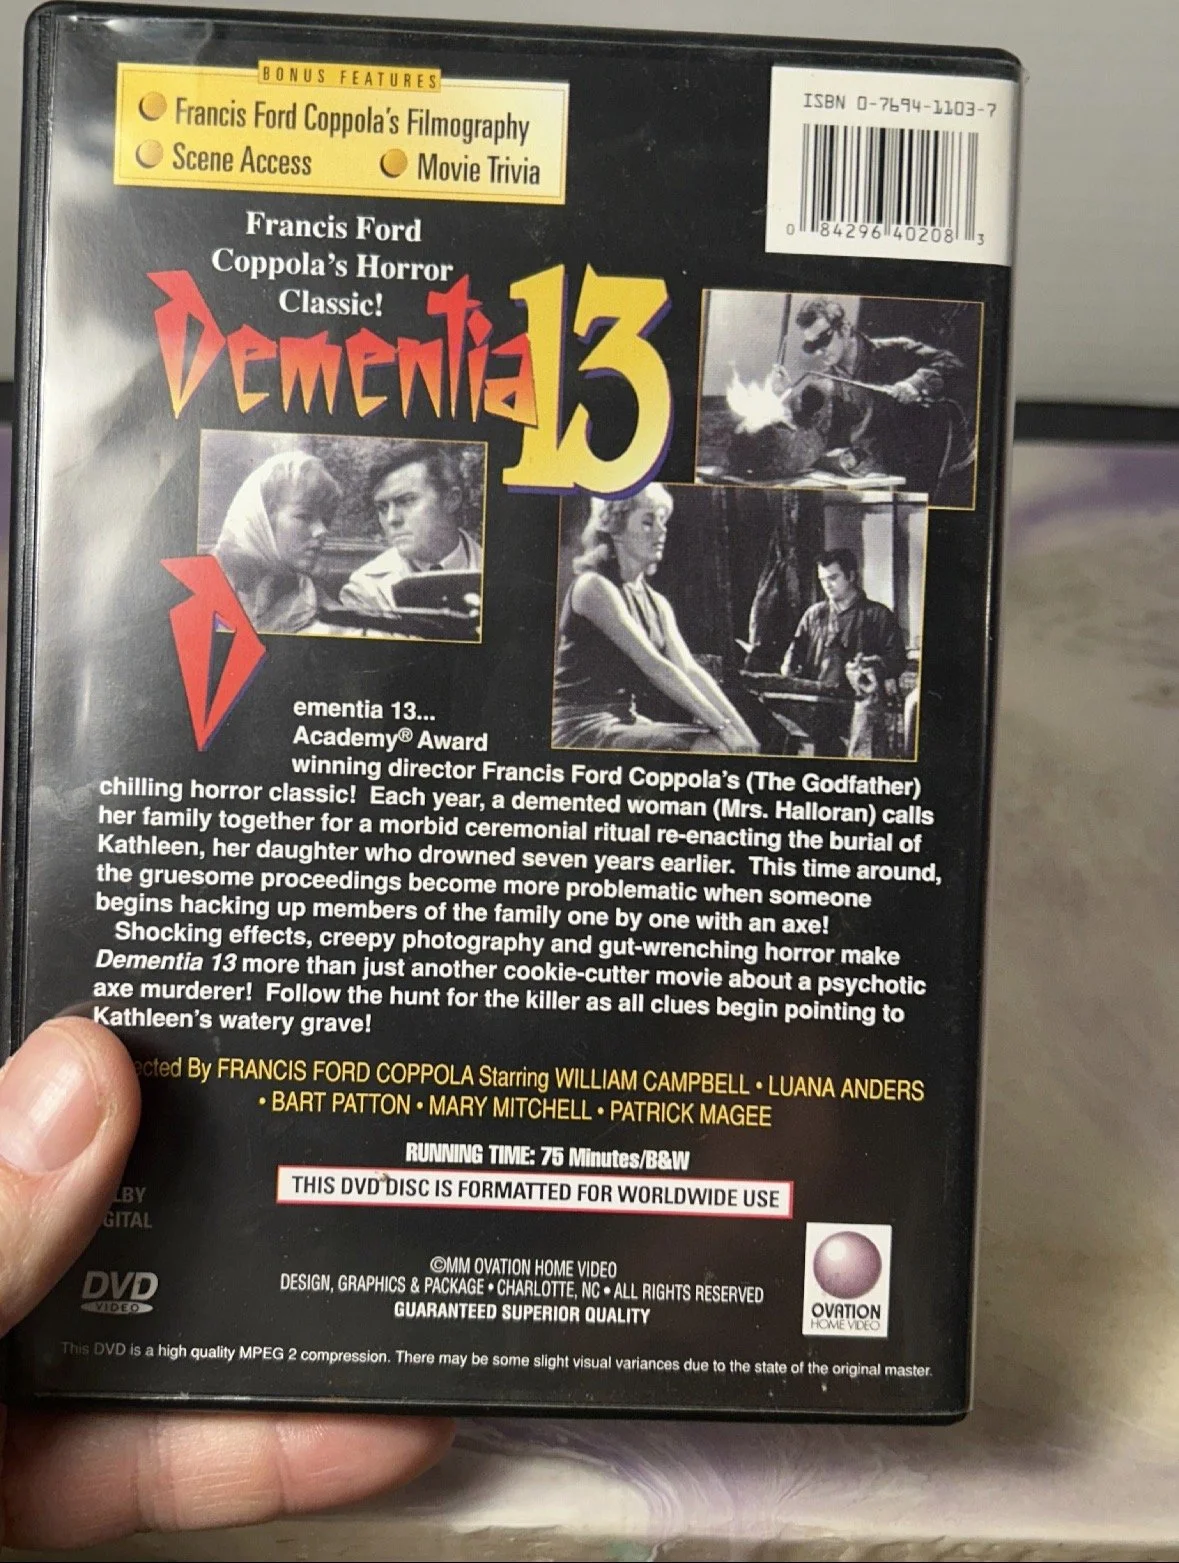 BONUS FEATURES
Francis Ford Coppola's Filmography
Scene Access
Movie Trivia
ISBN 0-7694-1103-7
0 84296 40208 3
Francis Ford
Coppola's Horror
Classic!
Dementia 13
D
ementia 13...
Academy® Award
winning director Francis Ford Coppola's (The Godfather)
chilling horror classic! Each year, a demented woman (Mrs. Halloran) calls
her family together for a morbid ceremonial ritual re-enacting the burial of
Kathleen, her daughter who drowned seven years earlier. This time around,
the gruesome proceedings become more problematic when someone
begins hacking up members of the family one by one with an axe!
Shocking effects, creepy photography and gut-wrenching horror make
Dementia 13 more than just another cookie-cutter movie about a psychotic
axe murderer! Follow the hunt for the killer as all clues begin pointing to
Kathleen's watery grave!
cted By FRANCIS FORD COPPOLA Starring WILLIAM CAMPBELL • LUANA ANDERS
• BART PATTON • MARY MITCHELL • PATRICK MAGEE
RUNNING TIME: 75 Minutes/B&W
THIS DVD DISC IS FORMATTED FOR WORLDWIDE USE
LBY
GITAL
DVD
VIDEO
©MM OVATION HOME VIDEO
DESIGN, GRAPHICS & PACKAGE • CHARLOTTE, NC • ALL RIGHTS RESERVED
GUARANTEED SUPERIOR QUALITY
OVATION
HOME VIDEO
This DVD is a high quality MPEG 2 compression. There may be some slight visual variances due to the state of the original master.